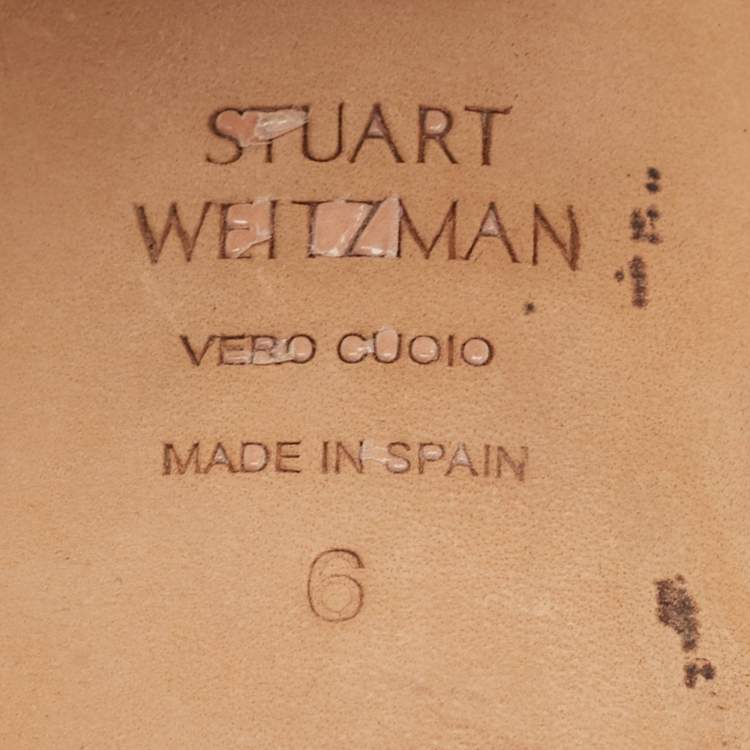 STUART
WEITZMAN
VERO CUOIO
MADE IN SPAIN
6